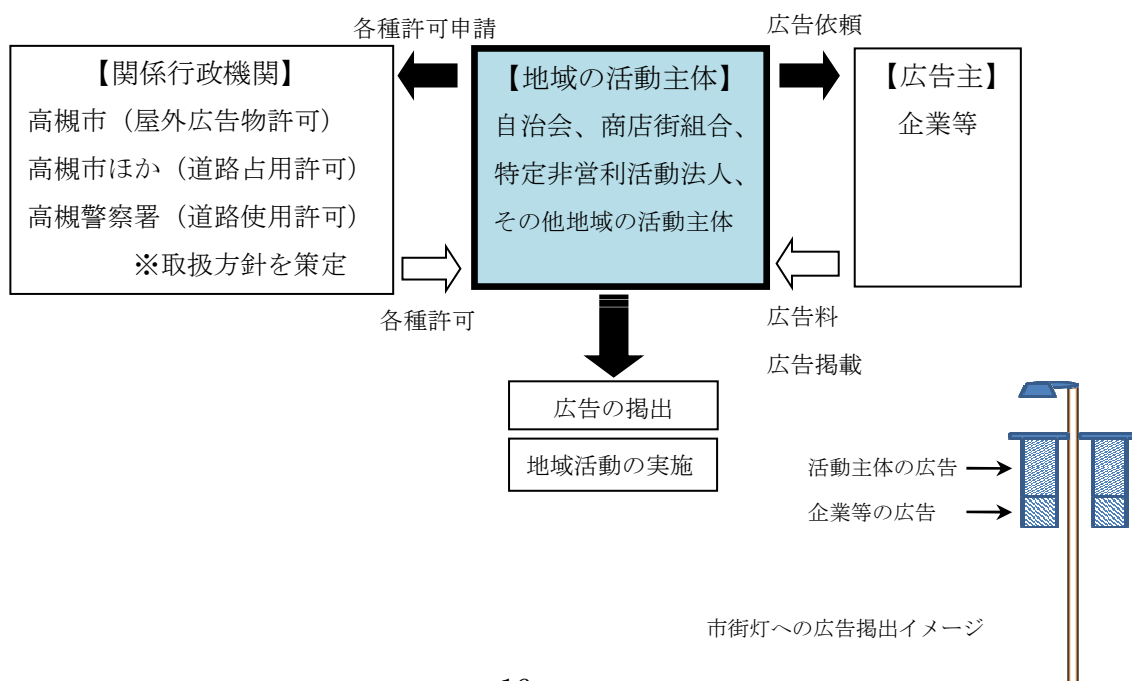 各種許可申請
広告依頼
【関係行政機関】
高槻市（屋外広告物許可）
高槻市ほか（道路占用許可）
高槻警察署（道路使用許可）
※取扱方針を策定
【地域の活動主体】
自治会、商店街組合、
特定非営利活動法人、
その他地域の活動主体
【広告主】
企業等
各種許可
広告料
広告掲載
広告の掲出
地域活動の実施
活動主体の広告
企業等の広告
市街灯への広告掲出イメージ